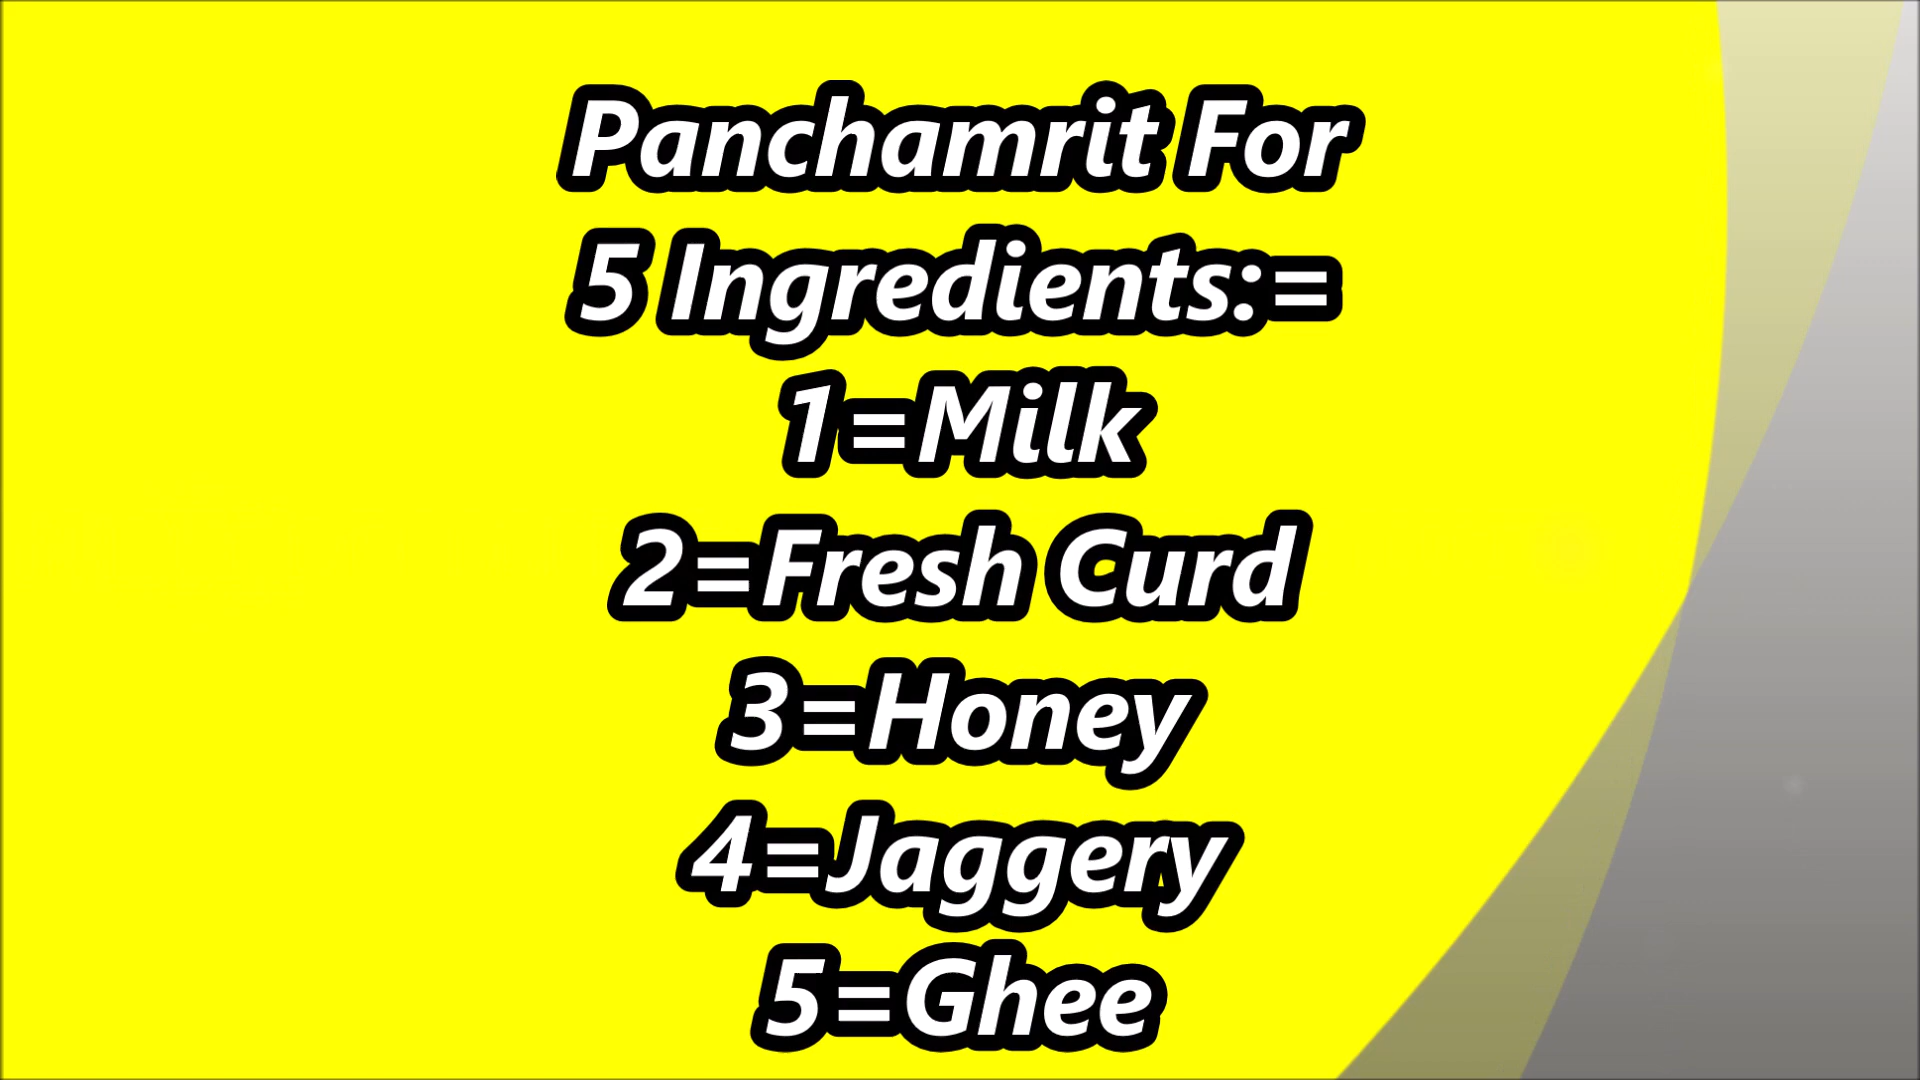 Panchamrit For
5 Ingredients:=
1=Milk
2=Fresh Curd
3=Honey
4=Jaggery
5=Ghee